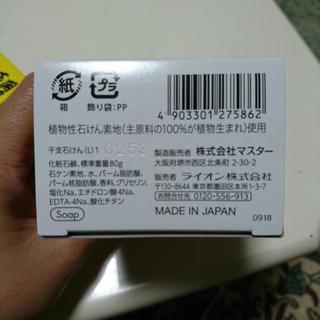 紙
プラ
箱
飾り袋:PP
4 903301 275862
植物性石けん素地(主原料の100%が植物生まれ)使用
干支石けん(L)1
0253
化粧石鹸、標準重量80g
石ケン素地、水、パーム脂肪酸、
パーム核脂肪酸、香料、グリセリン、
塩化Na、エチドロン酸4Na、
EDTA-4Na、酸化チタン
Soap
製造販売者 株式会社マスター
大阪府堺市西区北条町 2-30-2
発売者 ライオン株式会社
〒130-8644 東京都墨田区本所1-3-7
お問合せ先 0120-556-913
MADE IN JAPAN
0918